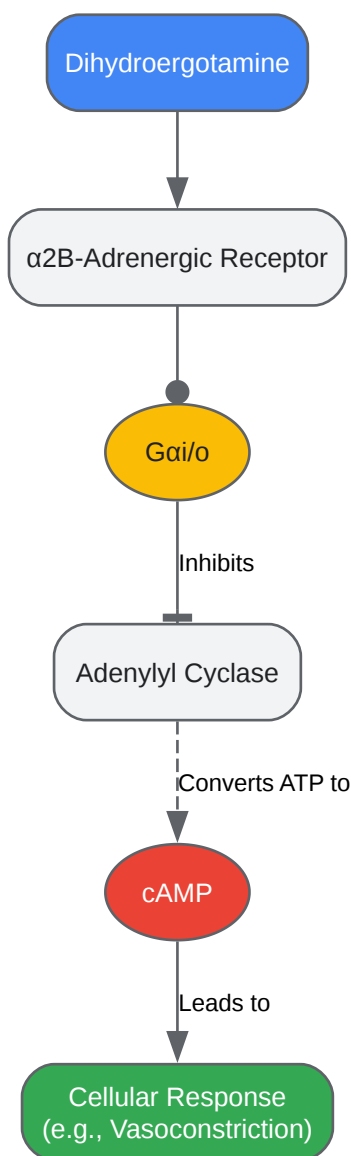 Dihydroergotamine
α2B-Adrenergic Receptor
Gαi/o
Inhibits
Adenylyl Cyclase
Converts ATP to
cAMP
Leads to
Cellular Response
(e.g., Vasoconstriction)